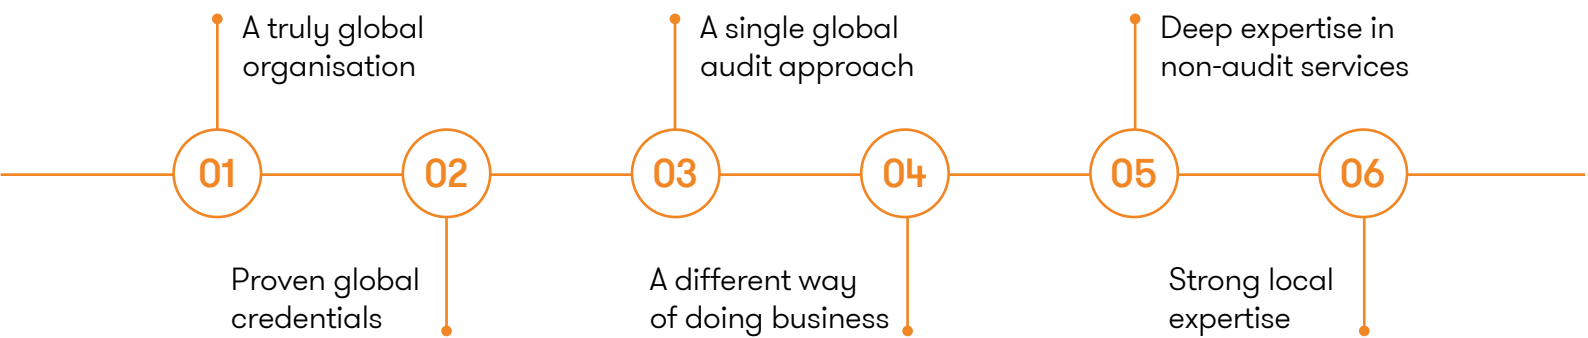 01
A truly global
organisation
02
Proven global
credentials
03
A single global
audit approach
04
A different way
of doing business
05
Deep expertise in
non-audit services
06
Strong local
expertise